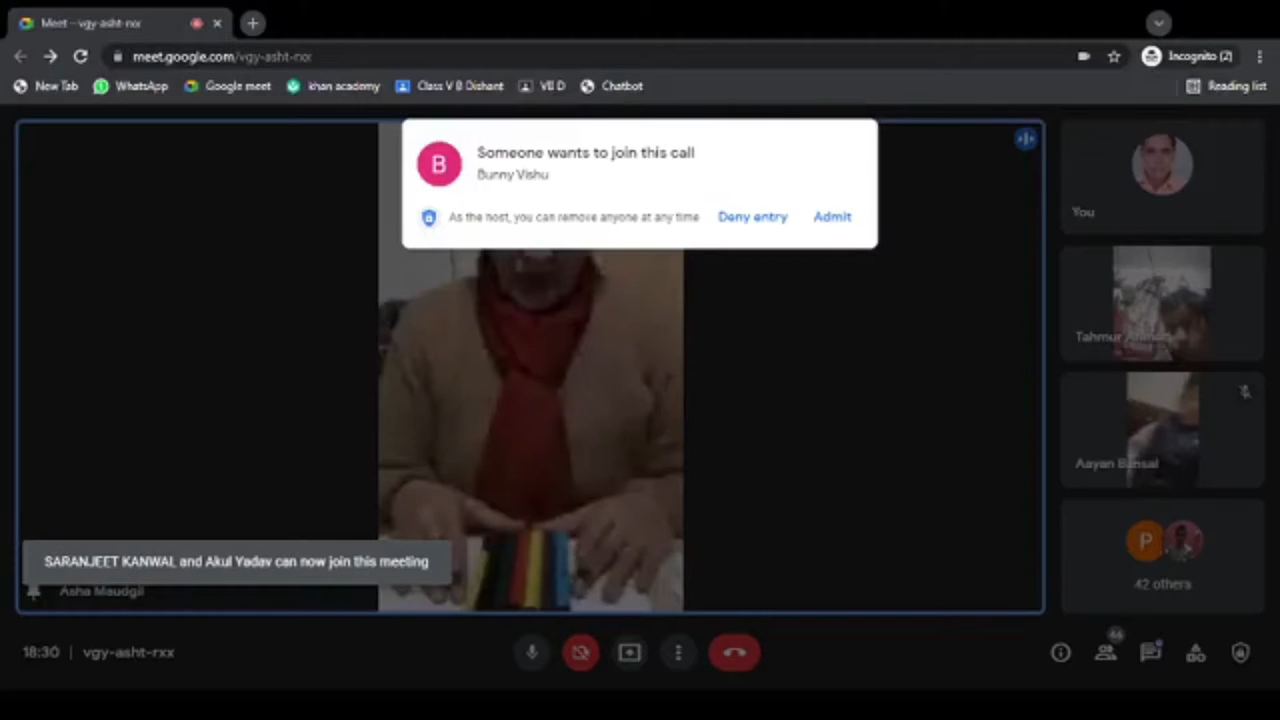 Meet – vgy-asht-rxx
meet.google.com/vgy-asht-rxx
Incognito (2)
New Tab
WhatsApp
Google meet
khan academy
Class V B Dishant
VII D
Chatbot
Reading list
B
Someone wants to join this call
Bunny Vishu
As the host, you can remove anyone at any time
Deny entry
Admit
You
Tahmur
Aayan Bansal
P
42 others
SARANJEET KANWAL and Akul Yadav can now join this meeting
Asha Maudgil
18:30 | vgy-asht-rxx
44